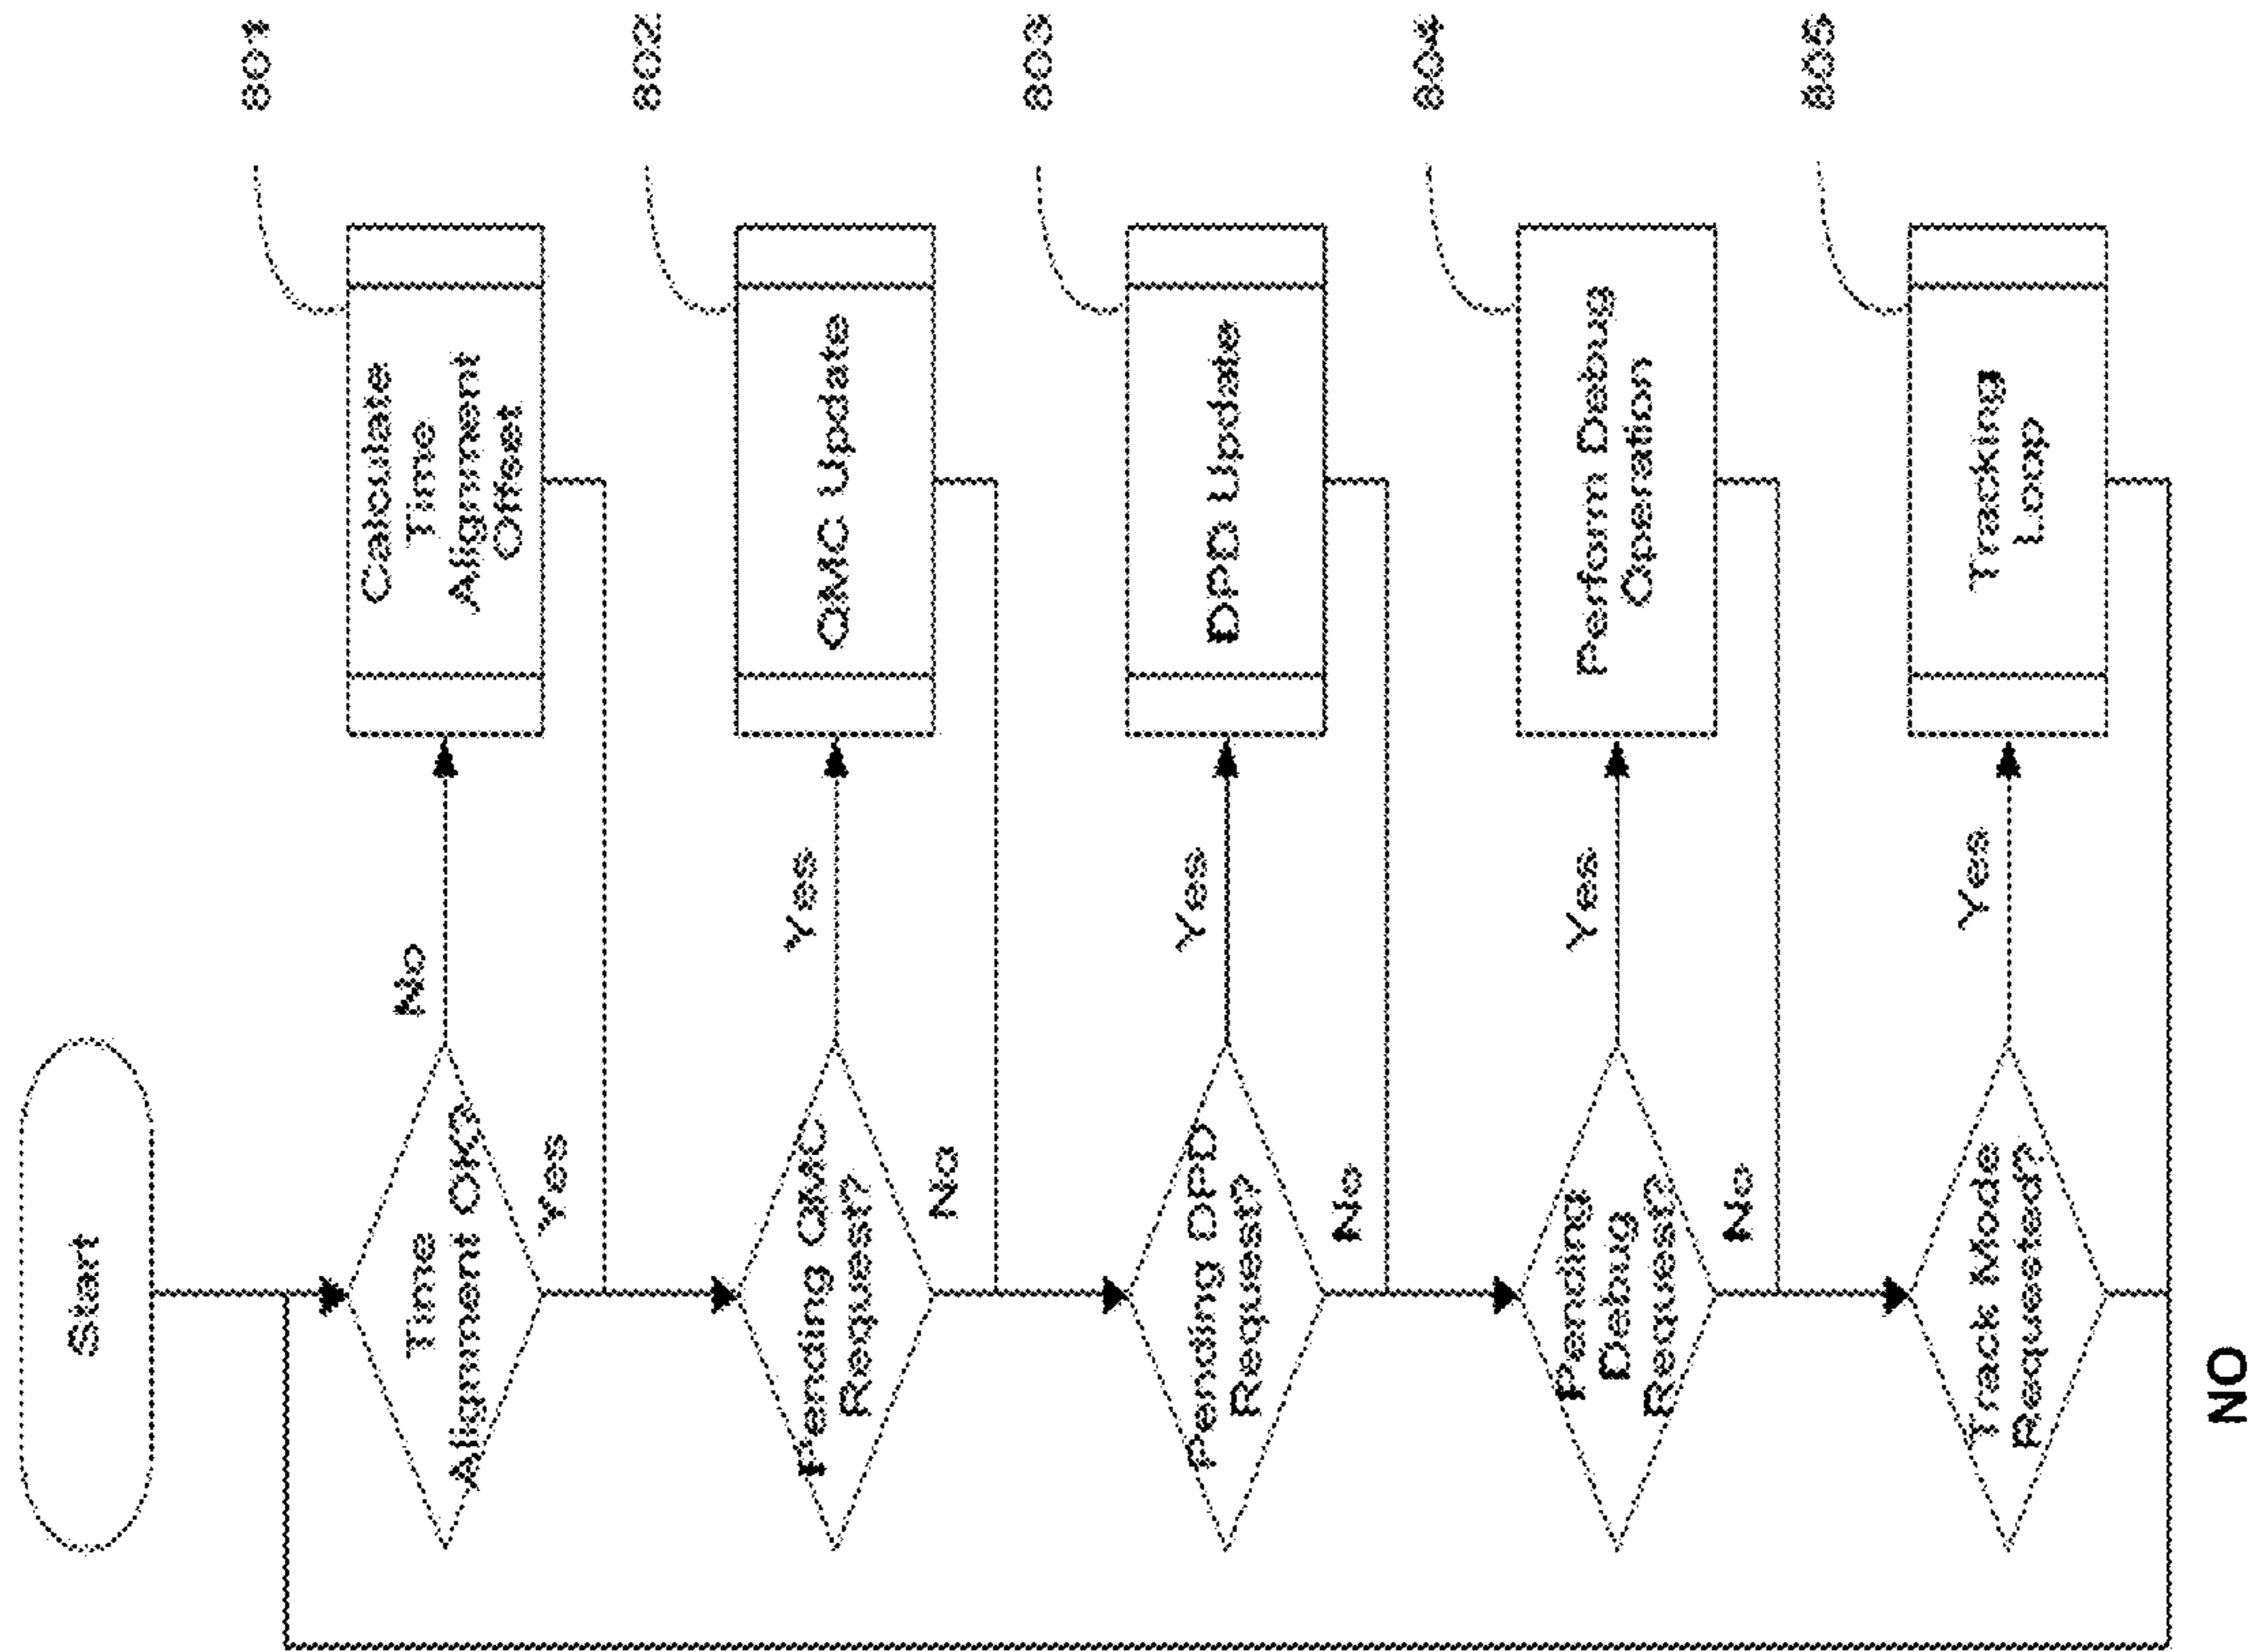 Start
Time
Alignment OK?
No
Yes
Calculate
Time
Alignment
Offset
801
Pending QMC
Request?
Yes
No
QMC Update
802
Pending DPD
Request?
Yes
No
DPD Update
803
Pending
Debug
Request?
Yes
No
Perform Debug
Operation
804
Track Mode
Requested?
Yes
NO
Tracking
Loop
805